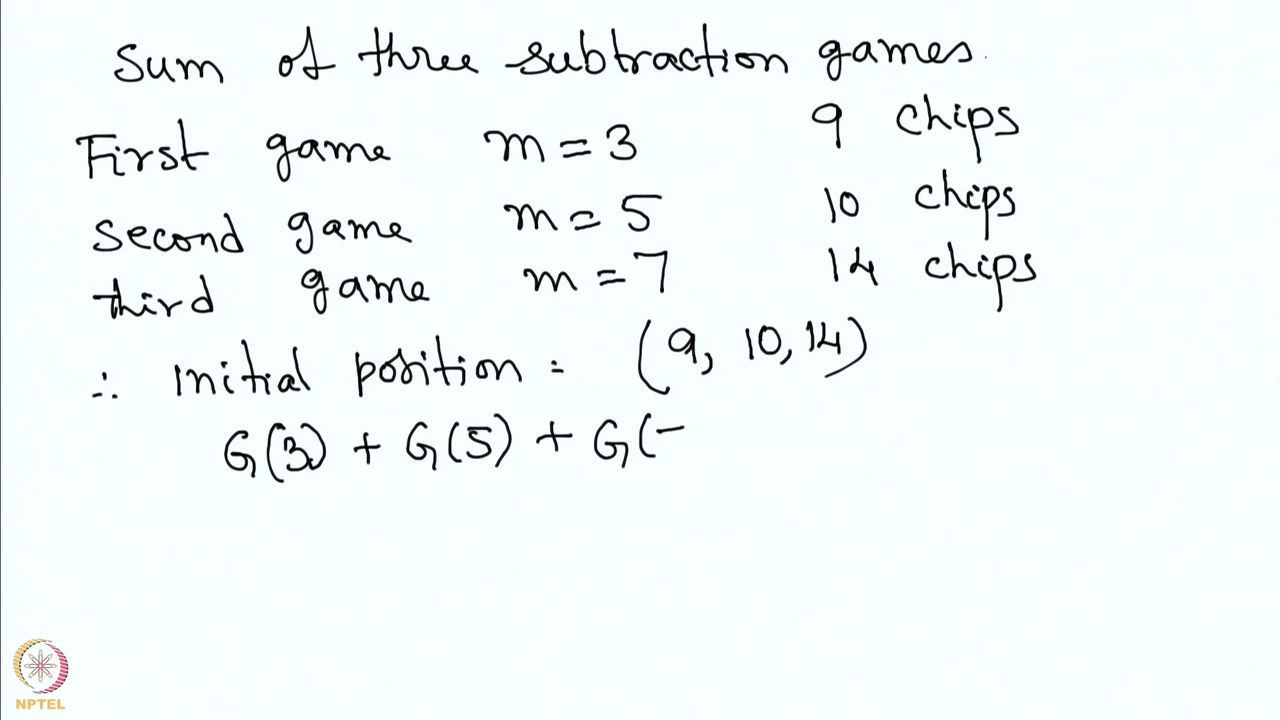 Sum of three subtraction games.
First game m = 3 9 chips
second game m = 5 10 chips
third game m = 7 14 chips
∴ initial position = (9, 10, 14)
G(3) + G(5) + G(
NPTEL